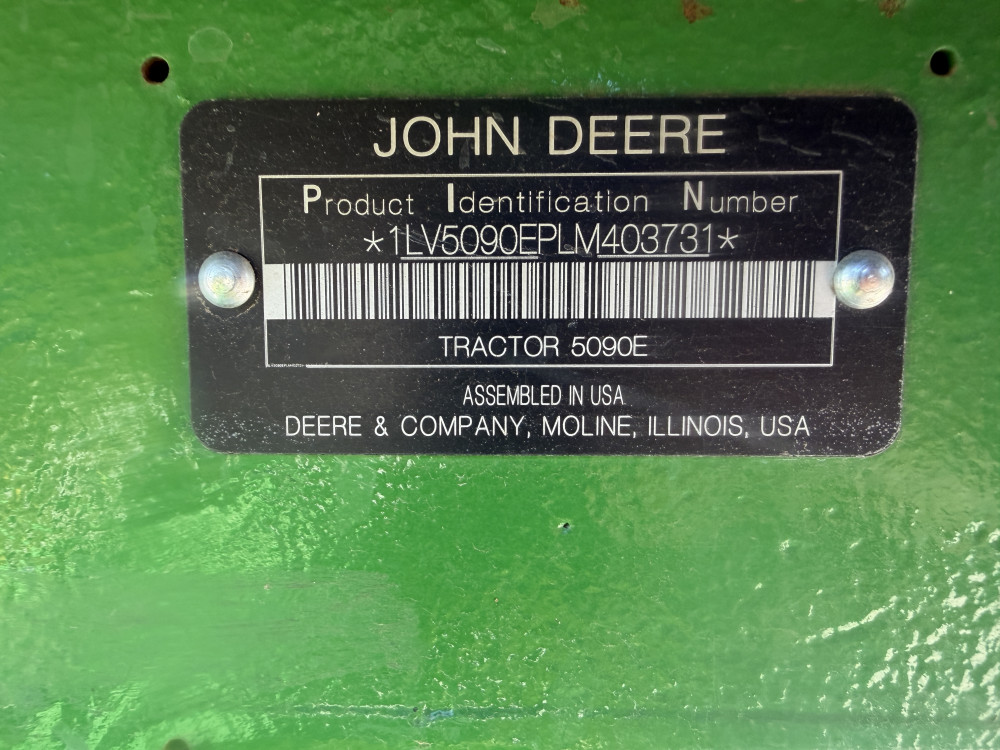 JOHN DEERE
Product Identification Number
*1LV5090EPLM403731*
TRACTOR 5090E
ASSEMBLED IN USA
DEERE & COMPANY, MOLINE, ILLINOIS, USA